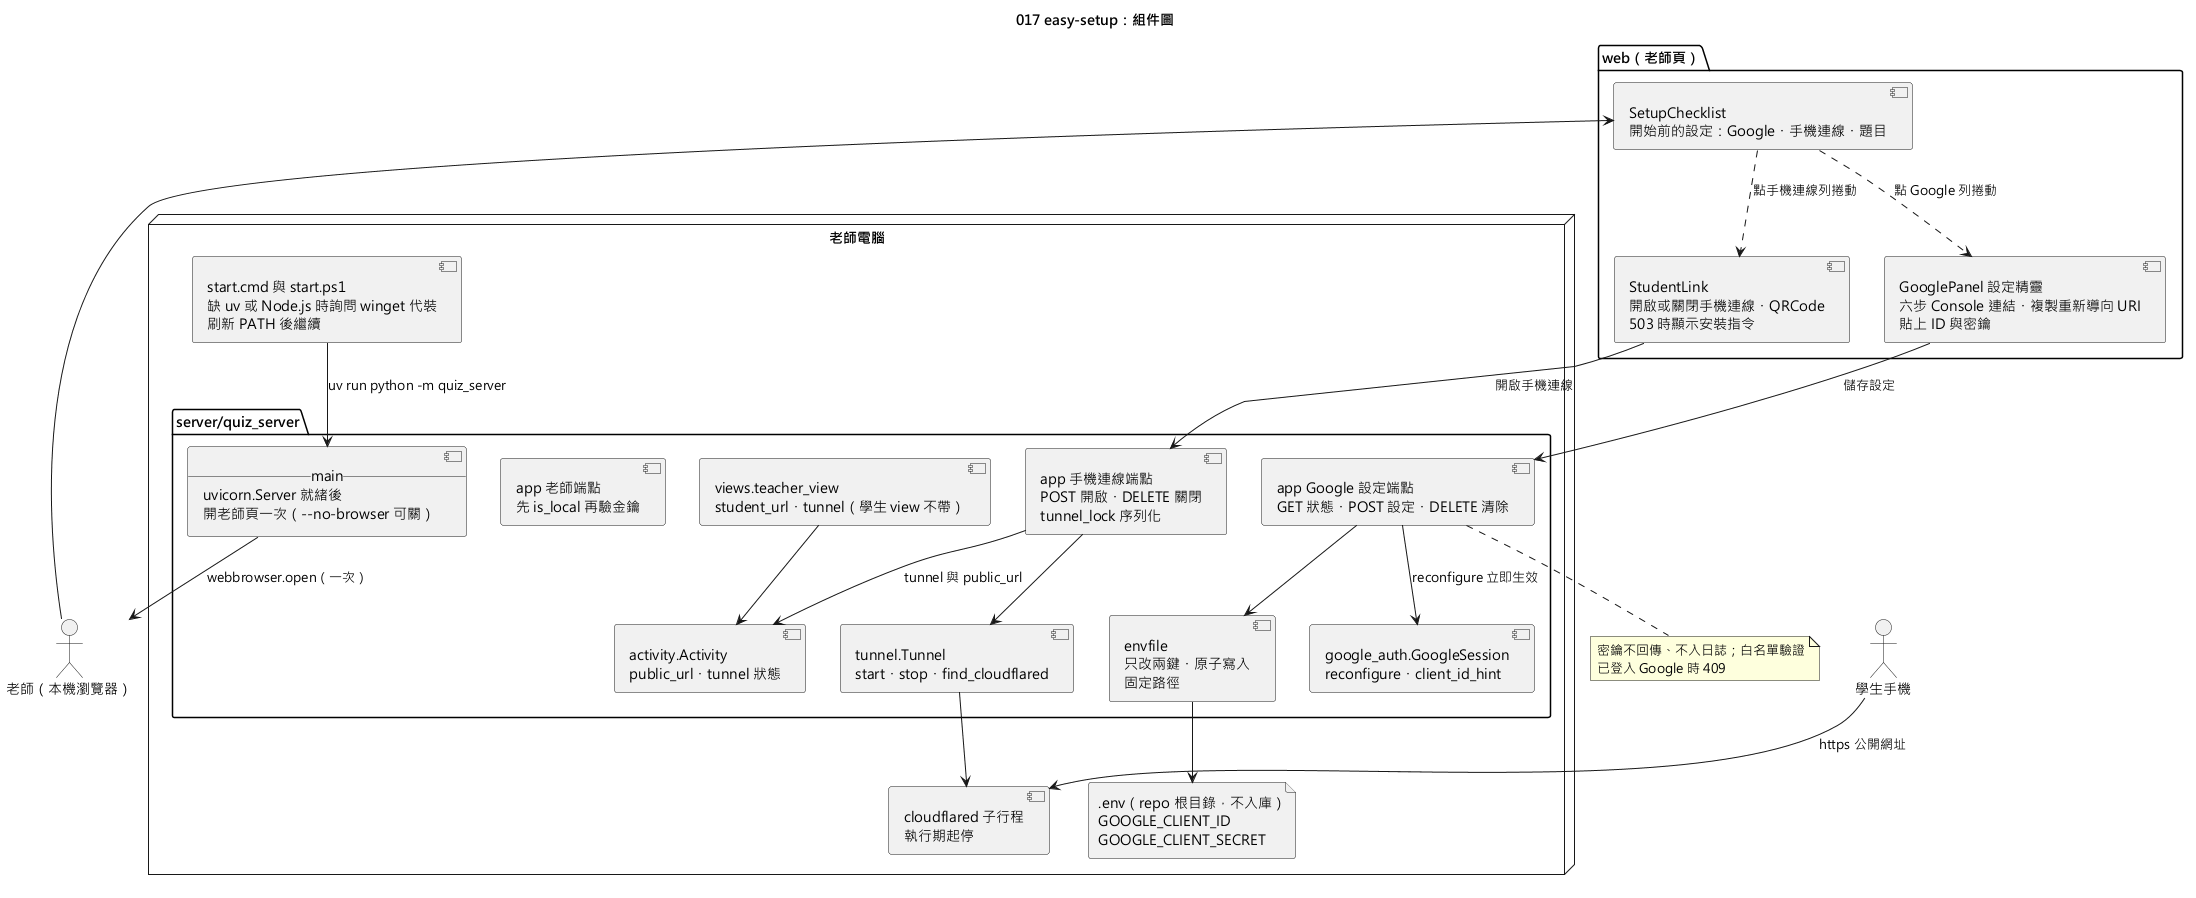 017 easy-setup：組件圖
web（老師頁）
SetupChecklist
開始前的設定：Google．手機連線．題目
點手機連線列捲動
點 Google 列捲動
老師電腦
start.cmd 與 start.ps1
缺 uv 或 Node.js 時詢問 winget 代裝
刷新 PATH 後繼續
StudentLink
開啟或關閉手機連線．QRCode
503 時顯示安裝指令
GooglePanel 設定精靈
六步 Console 連結．複製重新導向 URI
貼上 ID 與密鑰
uv run python -m quiz_server
開啟手機連線
儲存設定
server/quiz_server
main
uvicorn.Server 就緒後
開老師頁一次（--no-browser 可關）
app 老師端點
先 is_local 再驗金鑰
views.teacher_view
student_url．tunnel（學生 view 不帶）
app 手機連線端點
POST 開啟．DELETE 關閉
tunnel_lock 序列化
app Google 設定端點
GET 狀態．POST 設定．DELETE 清除
webbrowser.open（一次）
tunnel 與 public_url
reconfigure 立即生效
老師（本機瀏覽器）
activity.Activity
public_url．tunnel 狀態
tunnel.Tunnel
start．stop．find_cloudflared
envfile
只改兩鍵．原子寫入
固定路徑
google_auth.GoogleSession
reconfigure．client_id_hint
密鑰不回傳、不入日誌；白名單驗證
已登入 Google 時 409
學生手機
https 公開網址
cloudflared 子行程
執行期起停
.env（repo 根目錄．不入庫）
GOOGLE_CLIENT_ID
GOOGLE_CLIENT_SECRET